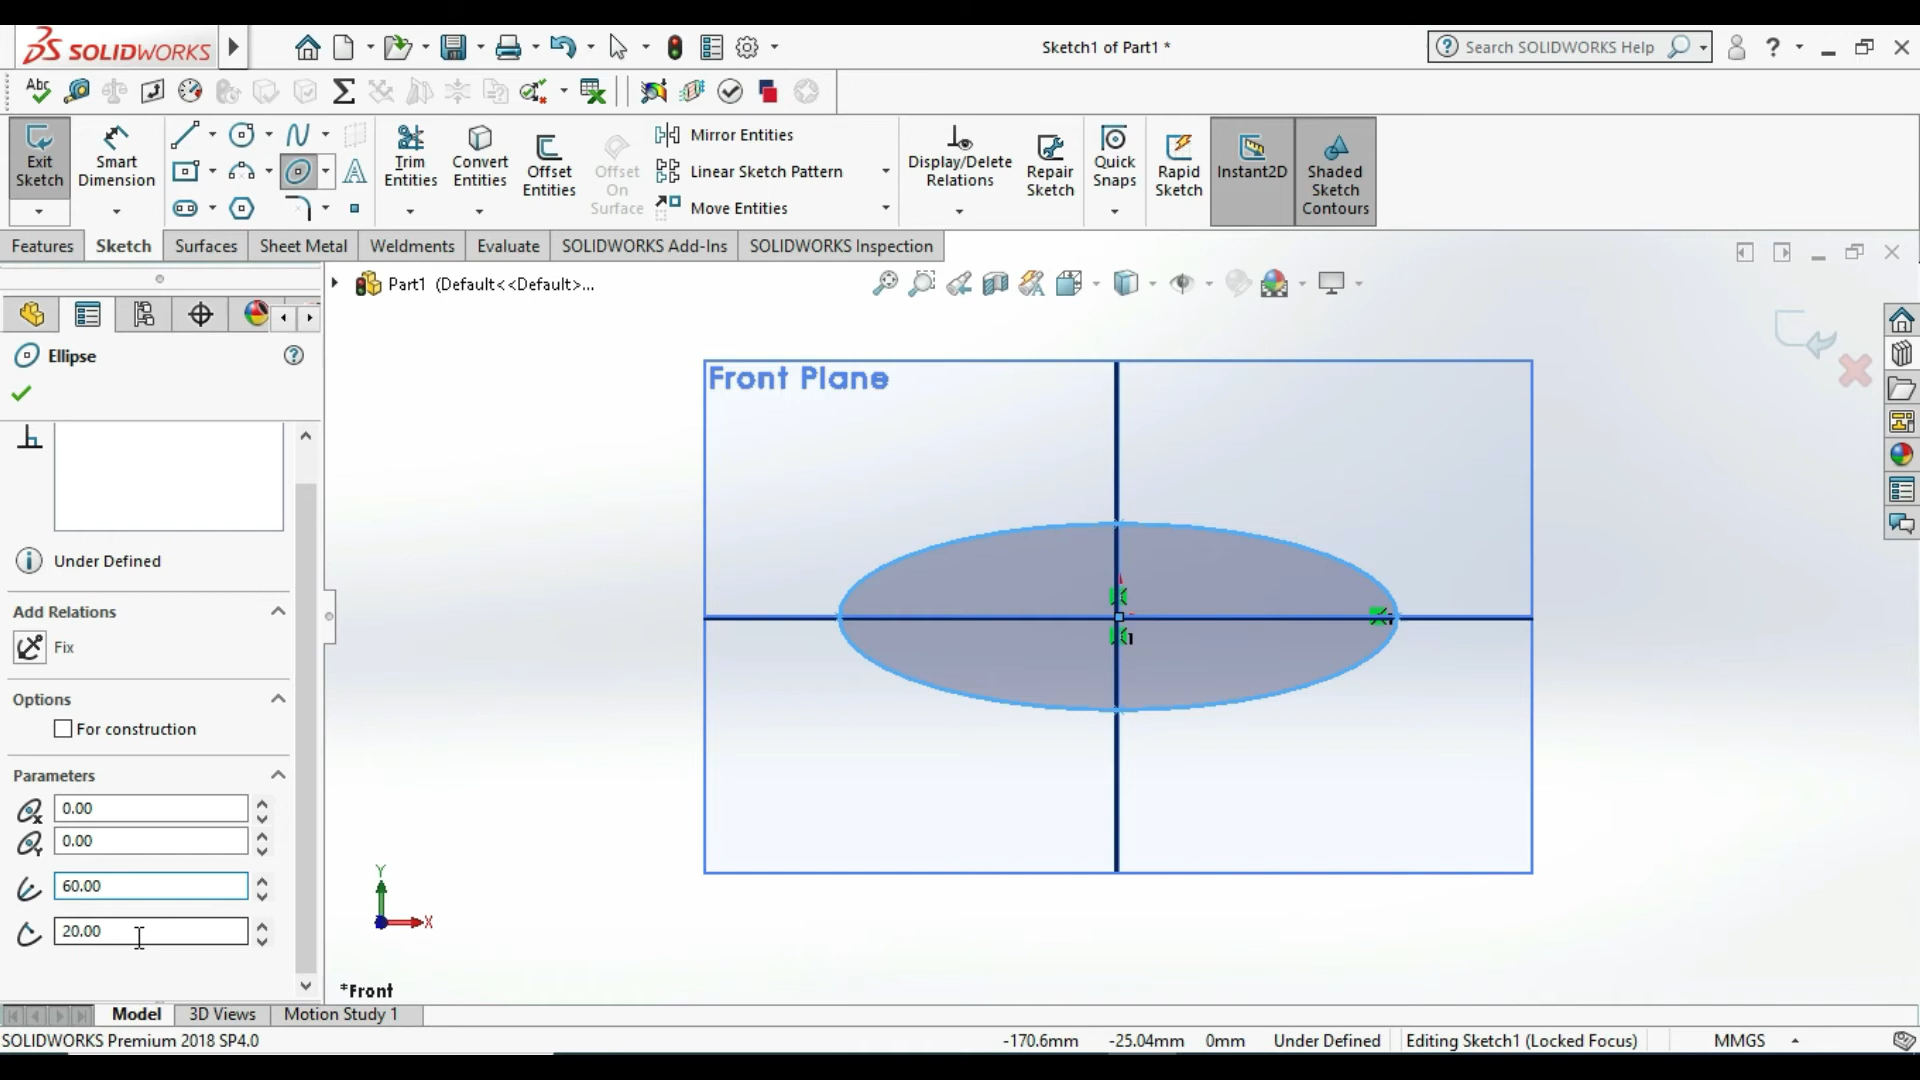 SOLIDWORKS
Sketch1 of Part1 *
Search SOLIDWORKS Help
Abc
Exit Sketch
Smart Dimension
Trim Entities
Convert Entities
Offset Entities
Offset On Surface
Mirror Entities
Linear Sketch Pattern
Move Entities
Display/Delete Relations
Repair Sketch
Quick Snaps
Rapid Sketch
Instant2D
Shaded Sketch Contours
Features
Sketch
Surfaces
Sheet Metal
Weldments
Evaluate
SOLIDWORKS Add-Ins
SOLIDWORKS Inspection
Part1 (Default<<Default>...
Ellipse
Front Plane
Under Defined
Add Relations
Fix
Options
For construction
Parameters
0.00
0.00
60.00
20.00
1
Y
X
*Front
Model
3D Views
Motion Study 1
SOLIDWORKS Premium 2018 SP4.0
-170.6mm
-25.04mm
0mm
Under Defined
Editing Sketch1 (Locked Focus)
MMGS